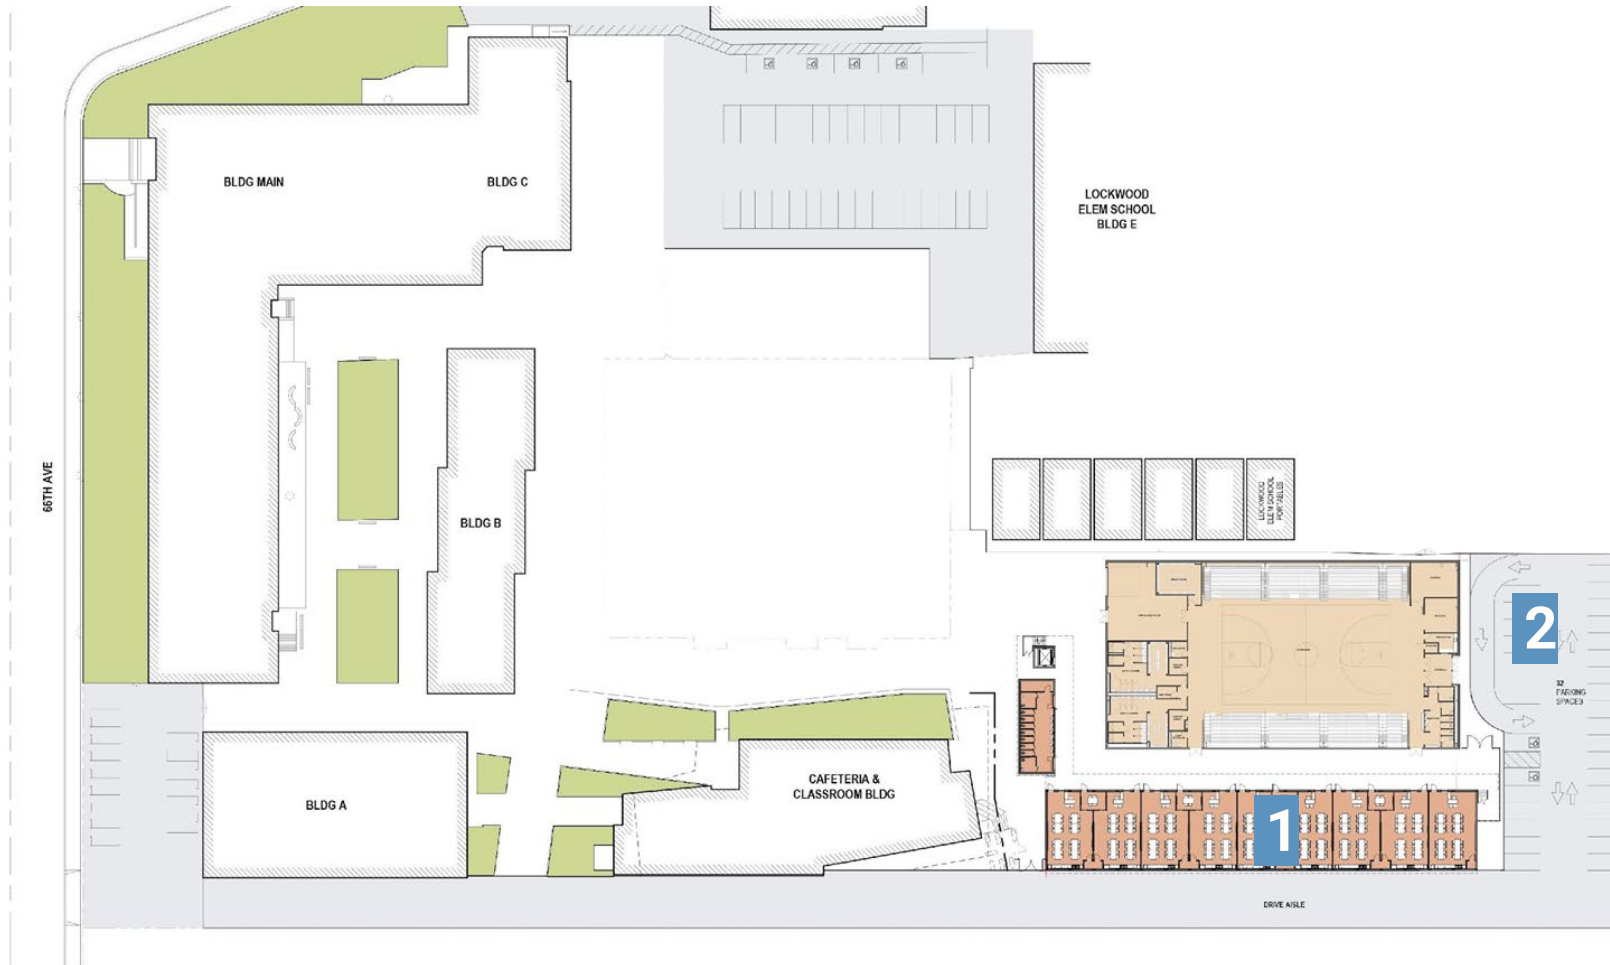 BLDG MAIN
BLDG C
LOCKWOOD
ELEM SCHOOL
BLDG E
66TH AVE
BLDG B
LOCKWOOD
ELEM SCHOOL
PORTABLES
2
32
PARKING
SPACES
BLDG A
CAFETERIA &
CLASSROOM BLDG
1
DRIVE AISLE